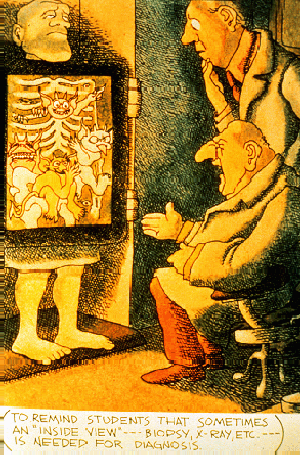 TO REMIND STUDENTS THAT SOMETIMES
AN "INSIDE VIEW"--- BIOPSY, X-RAY, ETC.---
IS NEEDED FOR DIAGNOSIS.